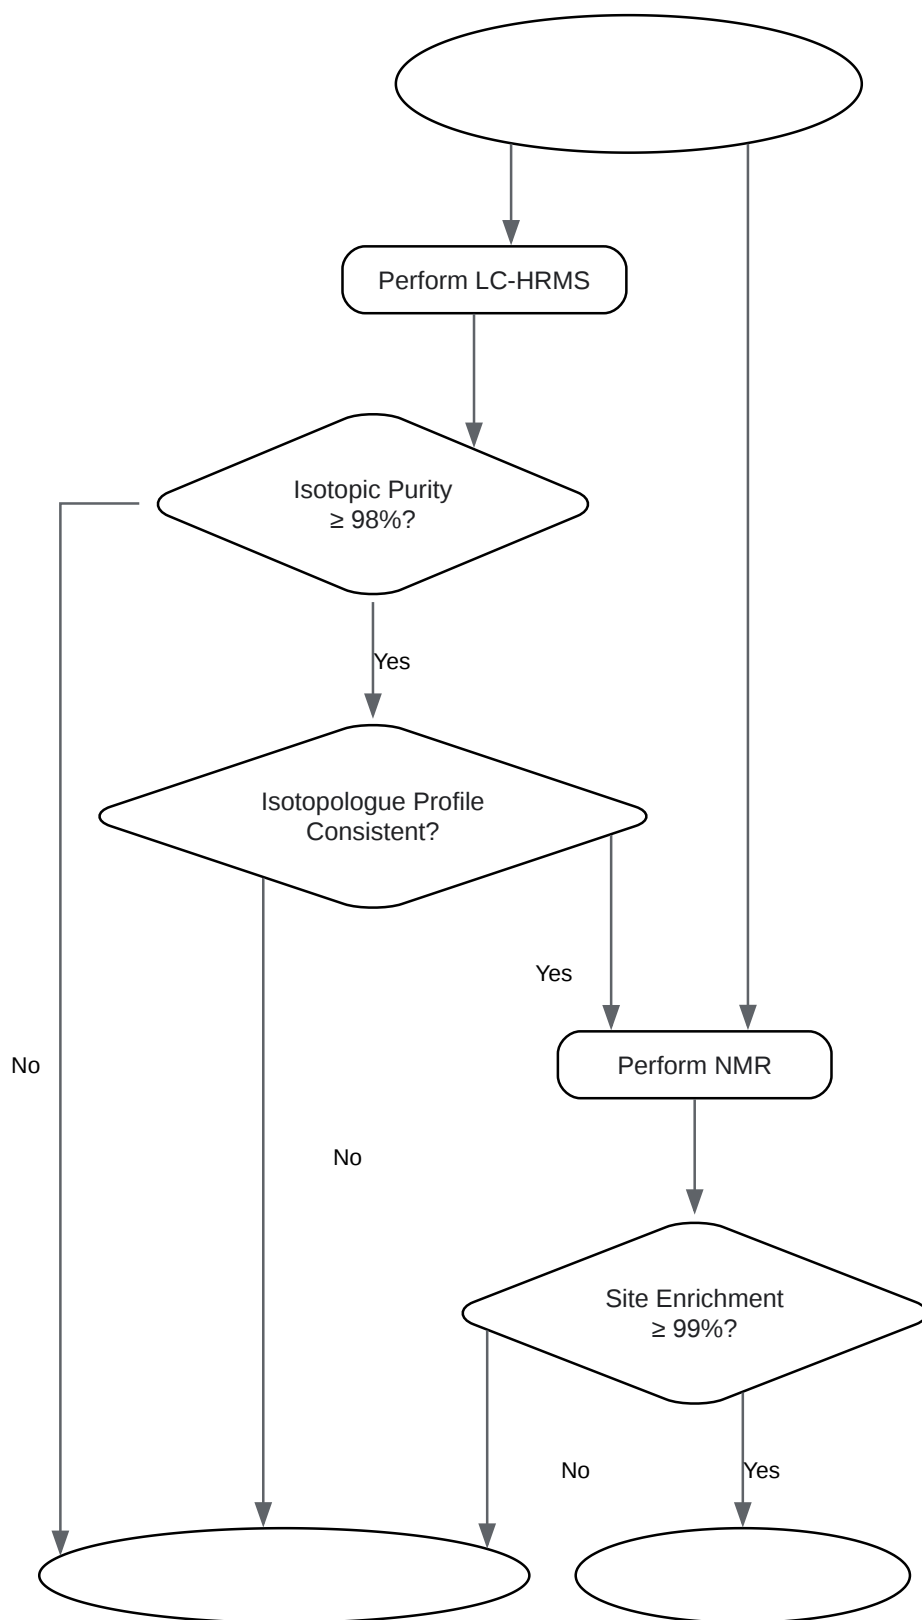 Perform LC-HRMS
Isotopic Purity
≥ 98%?
Yes
Isotopologue Profile
Consistent?
Yes
No
Perform NMR
No
Site Enrichment
≥ 99%?
No
Yes